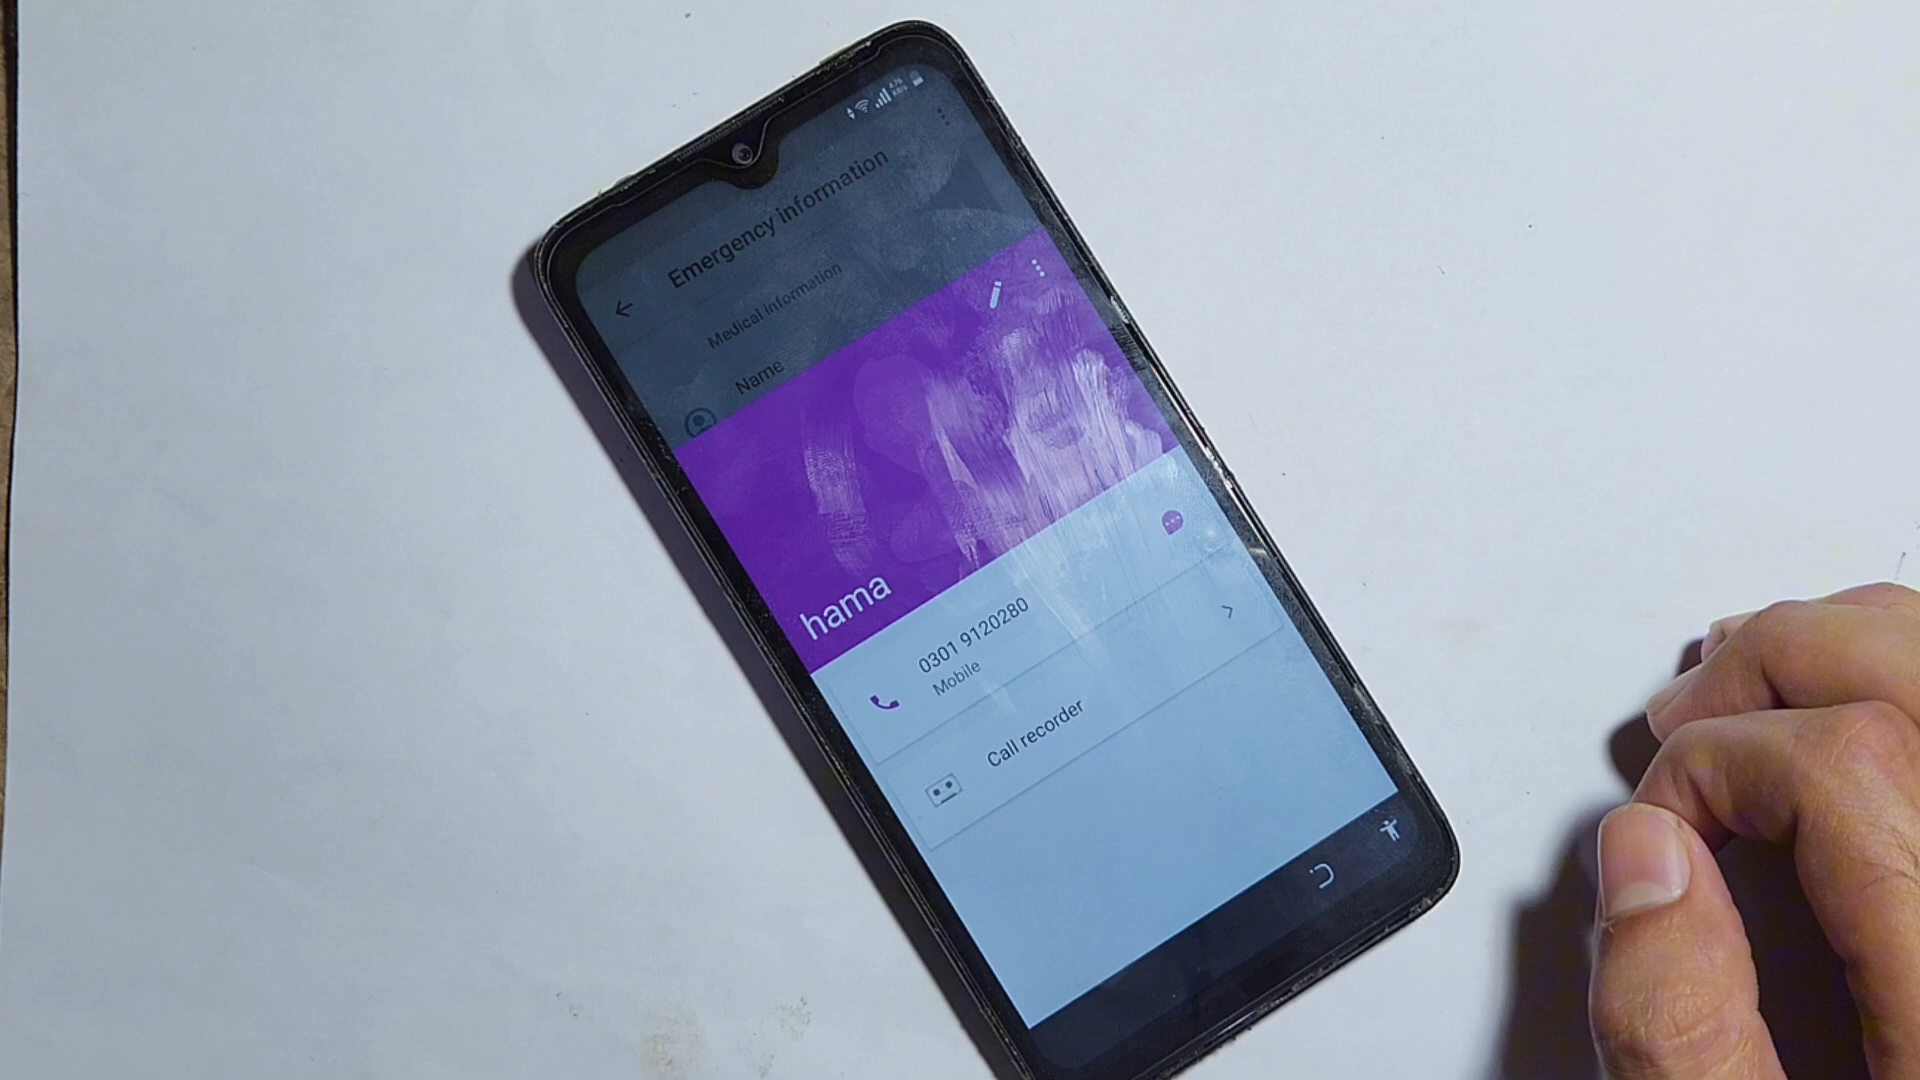 Emergency information
Medical information
Name
hama
0301 9120280
Mobile
Call recorder